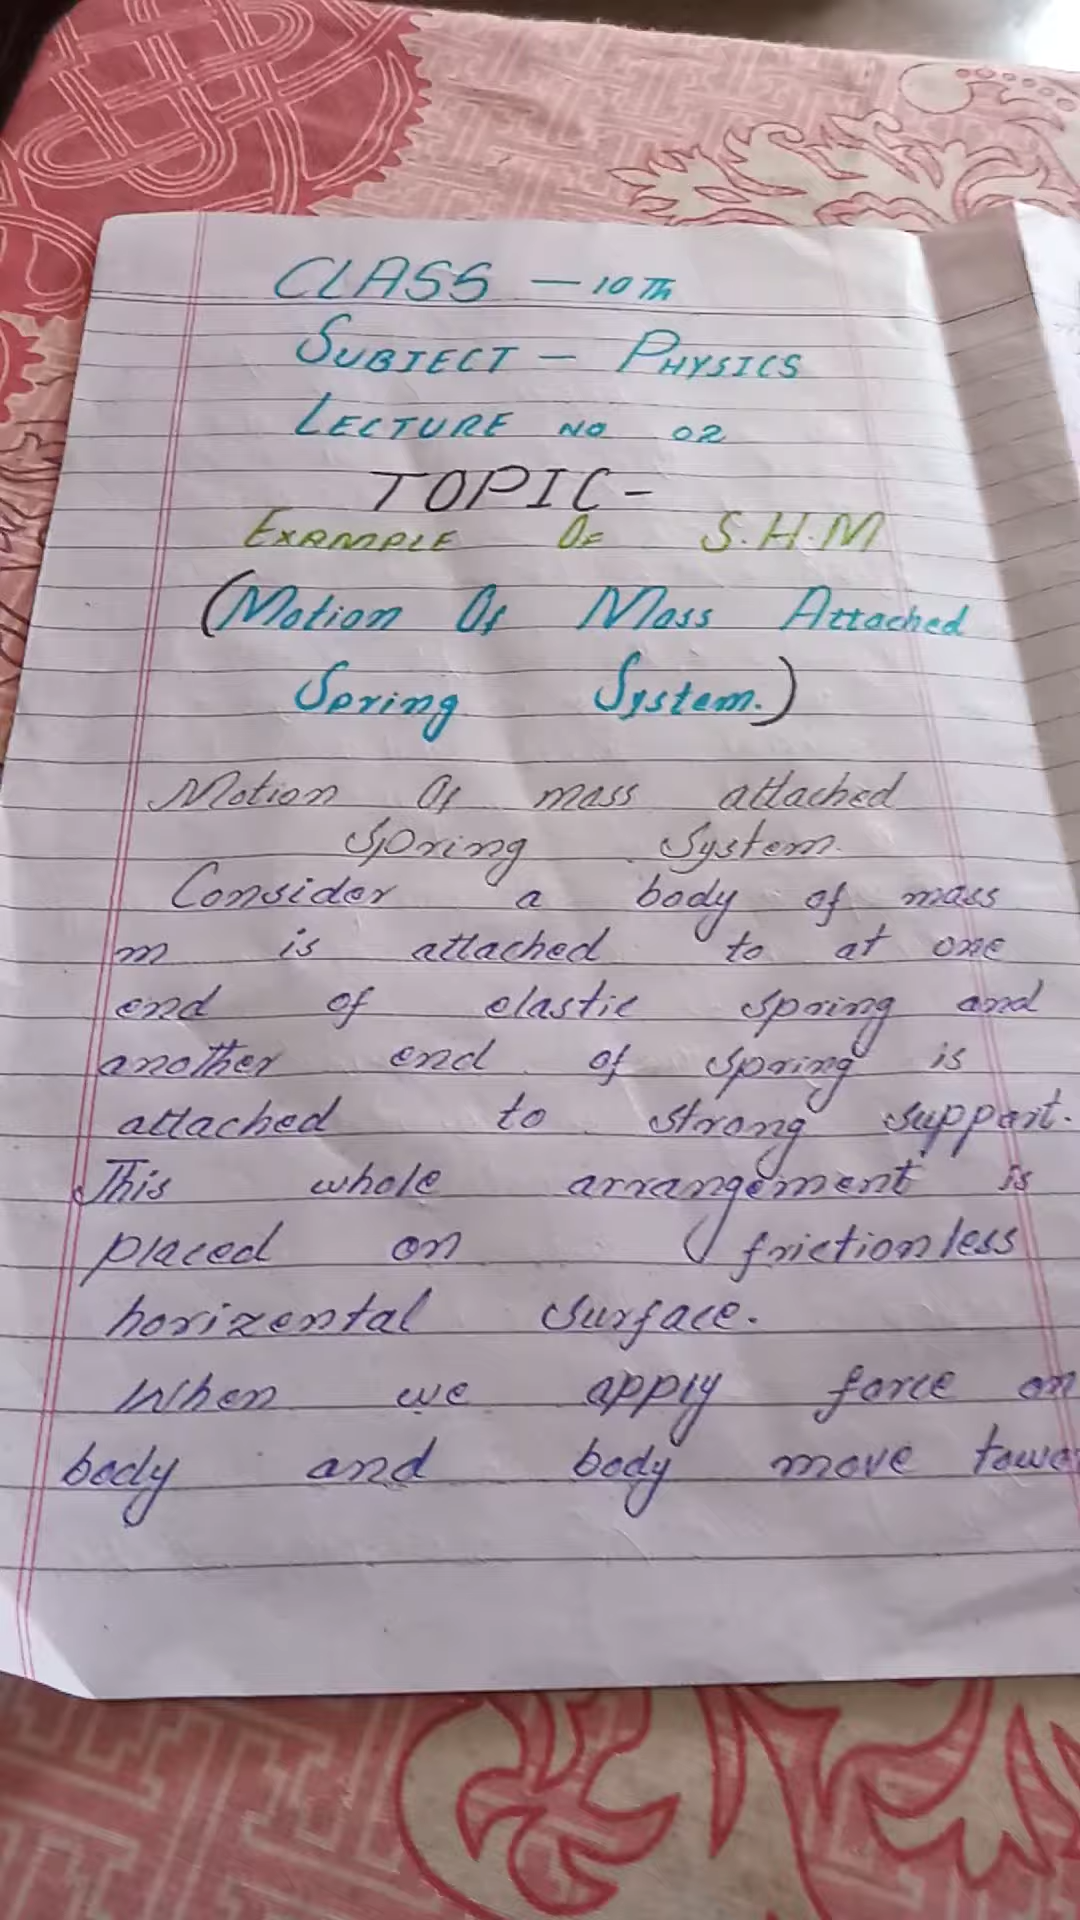 CLASS - 10Th
SUBJECT - PHYSICS
LECTURE NO 02
TOPIC-
EXAMPLE OF S.H.M
(Motion Of Mass Attached
Spring System.)
Motion Of mass attached
Spring System.
Consider a body of mass
m is attached to at one
end of elastic spring and
another end of spring is
attached to strong support.
This whole arrangement is
placed on frictionless
horizental surface.
When we apply force on
body and body move towa